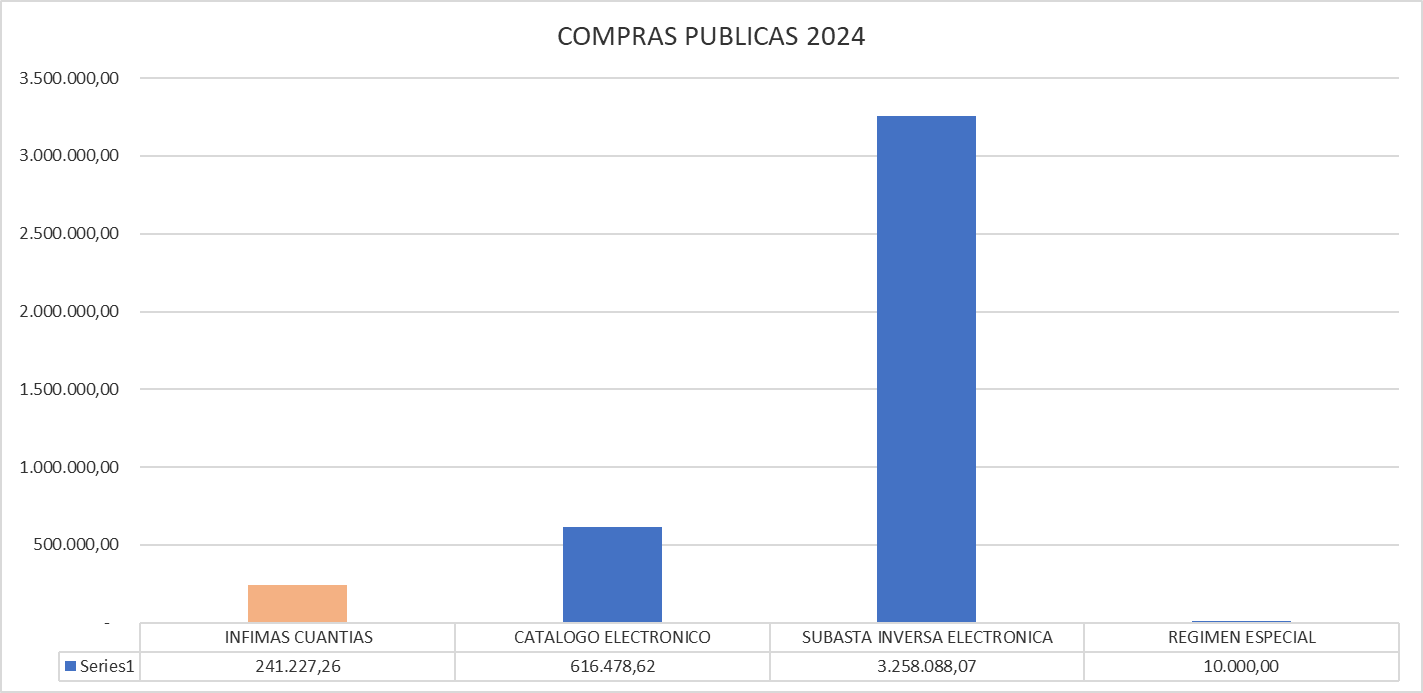 COMPRAS PUBLICAS 2024
3.500.000,00
3.000.000,00
2.500.000,00
2.000.000,00
1.500.000,00
1.000.000,00
500.000,00
-
INFIMAS CUANTIAS CATALOGO ELECTRONICO SUBASTA INVERSA ELECTRONICA REGIMEN ESPECIAL
Series1 241.227,26 616.478,62 3.258.088,07 10.000,00